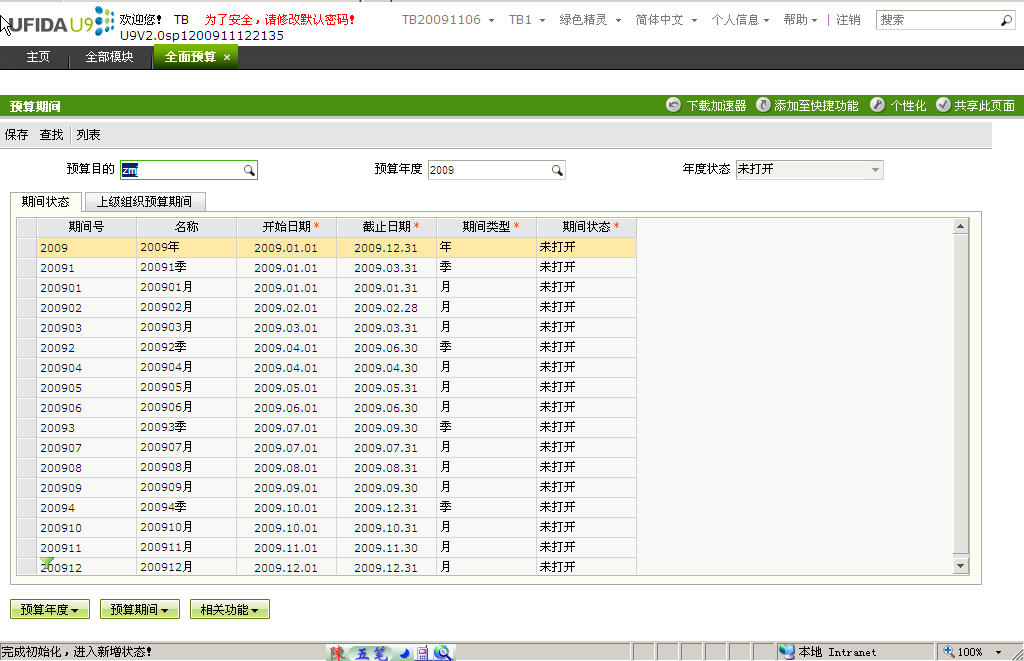 UFIDA U9 欢迎您! TB 为了安全，请修改默认密码! TB20091106 TB1 绿色精灵 简体中文 个人信息 帮助 | 注销 搜索
U9V2.0sp1200911122135
主页 全部模块 全面预算 ×
预算期间 下载加速器 添加至快捷功能 个性化 共享此页面
保存 查找 列表
预算目的 zm 预算年度 2009 年度状态 未打开
期间状态 上级组织预算期间
期间号 名称 开始日期* 截止日期* 期间类型* 期间状态*
2009 2009年 2009.01.01 2009.12.31 年 未打开
20091 20091季 2009.01.01 2009.03.31 季 未打开
200901 200901月 2009.01.01 2009.01.31 月 未打开
200902 200902月 2009.02.01 2009.02.28 月 未打开
200903 200903月 2009.03.01 2009.03.31 月 未打开
20092 20092季 2009.04.01 2009.06.30 季 未打开
200904 200904月 2009.04.01 2009.04.30 月 未打开
200905 200905月 2009.05.01 2009.05.31 月 未打开
200906 200906月 2009.06.01 2009.06.30 月 未打开
20093 20093季 2009.07.01 2009.09.30 季 未打开
200907 200907月 2009.07.01 2009.07.31 月 未打开
200908 200908月 2009.08.01 2009.08.31 月 未打开
200909 200909月 2009.09.01 2009.09.30 月 未打开
20094 20094季 2009.10.01 2009.12.31 季 未打开
200910 200910月 2009.10.01 2009.10.31 月 未打开
200911 200911月 2009.11.01 2009.11.30 月 未打开
200912 200912月 2009.12.01 2009.12.31 月 未打开
预算年度 预算期间 相关功能
完成初始化，进入新增状态! 陳 五笔 本地 Intranet 100%